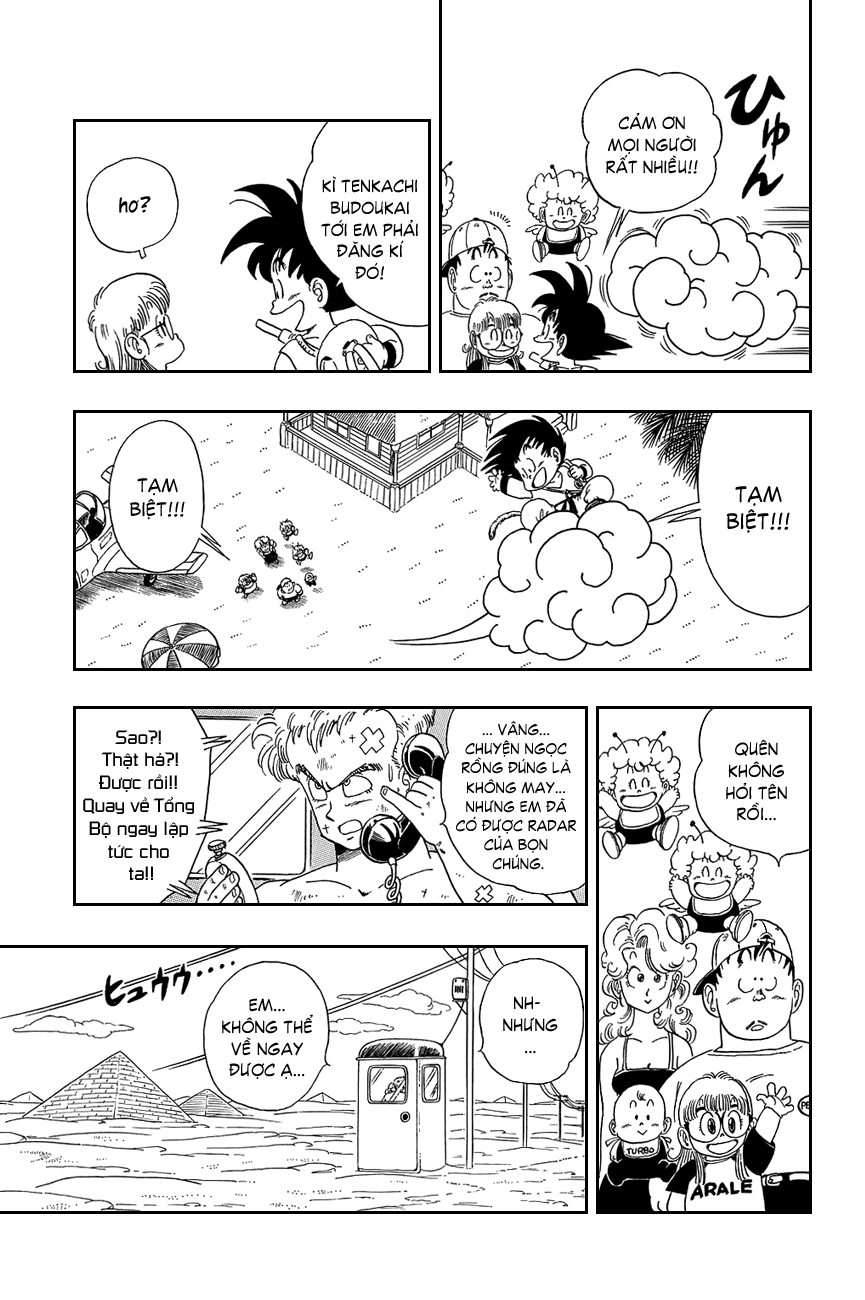 CẢM ƠN
MỌI NGƯỜI
RẤT NHIỀU!!
ひゅん
KÌ TENKACHI
BUDOUKAI
TỚI EM PHẢI
ĐĂNG KÍ
ĐÓ!
HƠ?
TẠM
BIỆT!!!
TẠM
BIỆT!!!
QUÊN
KHÔNG
HỎI TÊN
RỒI...
PE
TURBO
ARALE
... VÂNG...
CHUYỆN NGỌC
RỒNG ĐÚNG LÀ
KHÔNG MAY...
NHƯNG EM ĐÃ
CÓ ĐƯỢC RADAR
CỦA BỌN
CHÚNG.
Sao?!
Thật hả?!
Được rồi!!
Quay về Tổng
Bộ ngay lập
tức cho
ta!!
NH-
NHƯNG
...
EM...
KHÔNG THỂ
VỀ NGAY
ĐƯỢC Ạ...
ヒュウウ・・・・